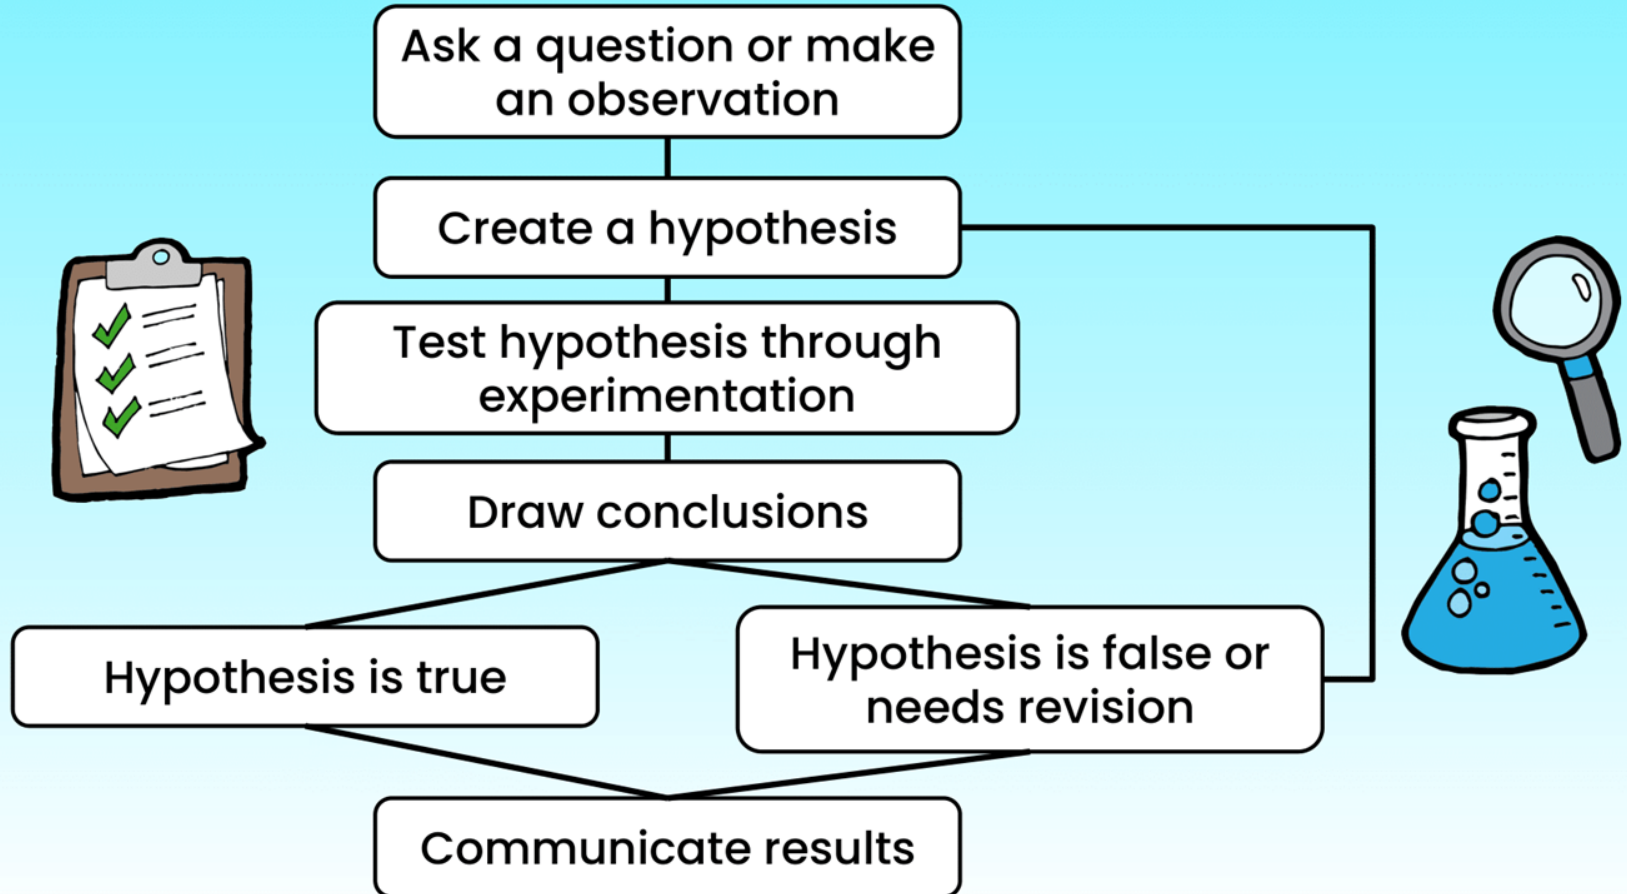 Ask a question or make
an observation
Create a hypothesis
Test hypothesis through
experimentation
Draw conclusions
Hypothesis is true
Hypothesis is false or
needs revision
Communicate results